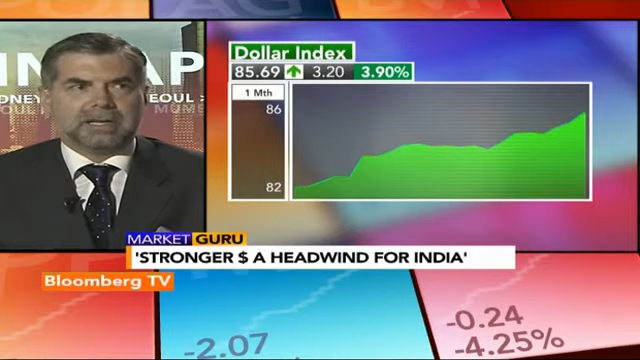 Dollar Index
85.69 3.20 3.90%
1 Mth
86
82
MARKET GURU
'STRONGER $ A HEADWIND FOR INDIA'
Bloomberg TV
-2.07
-0.24
-4.25%